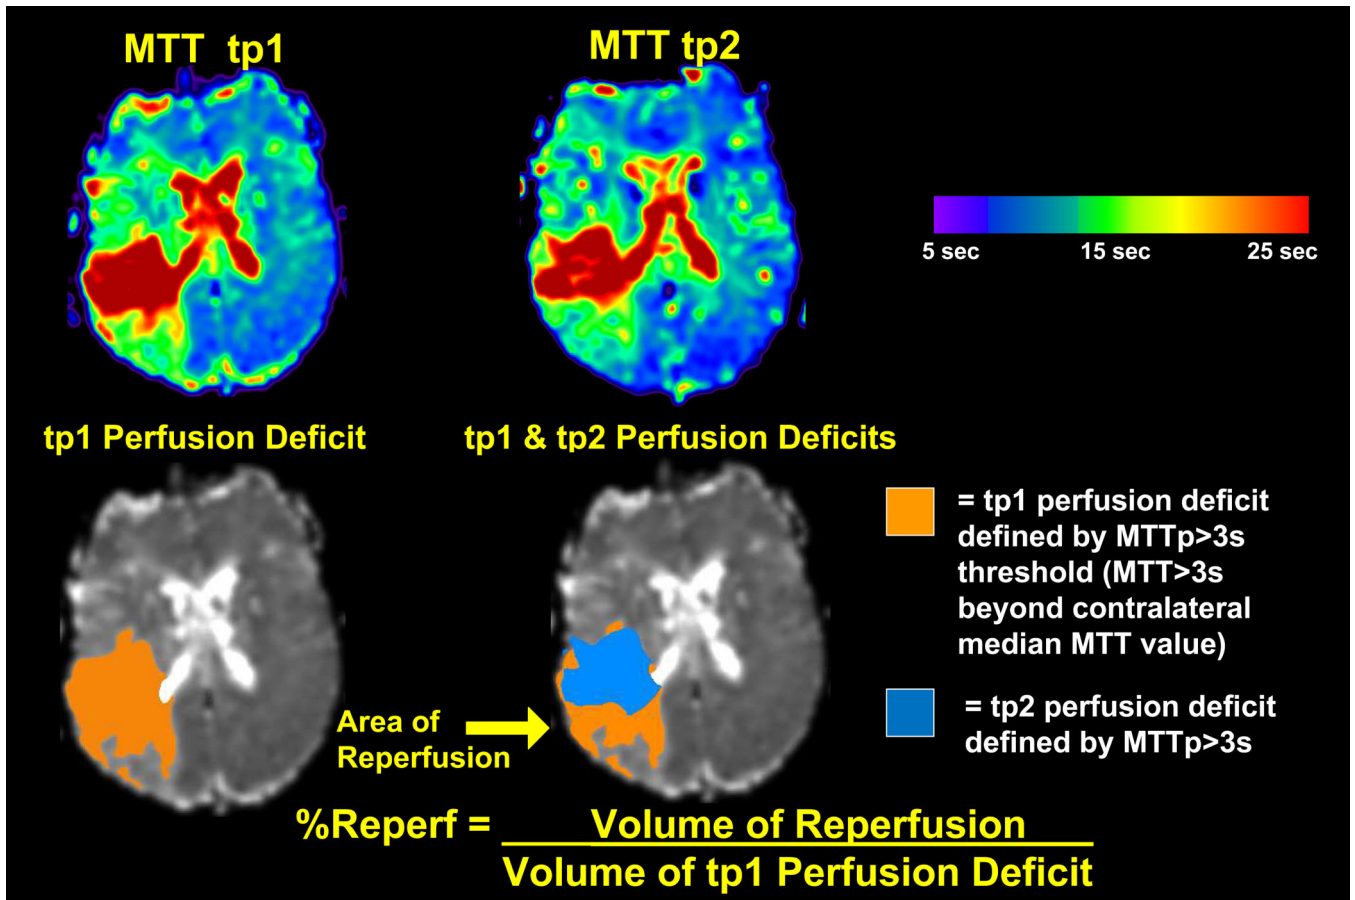 MTT tp1
MTT tp2
5 sec
15 sec
25 sec
tp1 Perfusion Deficit
tp1 & tp2 Perfusion Deficits
= tp1 perfusion deficit
defined by MTTp>3s
threshold (MTT>3s
beyond contralateral
median MTT value)
= tp2 perfusion deficit
defined by MTTp>3s
Area of
Reperfusion
%Reperf = Volume of Reperfusion
Volume of tp1 Perfusion Deficit